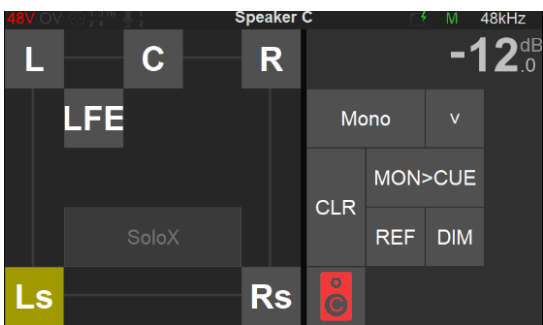 48V OV Speaker C M 48kHz
L C R -12.0 dB
LFE Mono v
MON>CUE
CLR
SoloX REF DIM
Ls Rs C